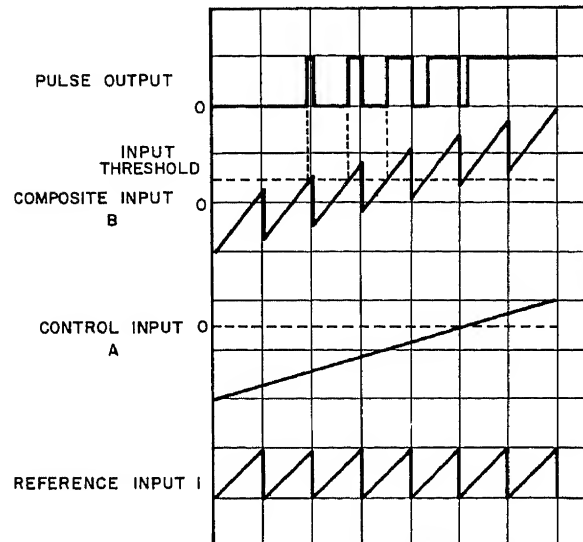 PULSE OUTPUT
0
INPUT
THRESHOLD
COMPOSITE INPUT 0
B
CONTROL INPUT 0
A
REFERENCE INPUT I